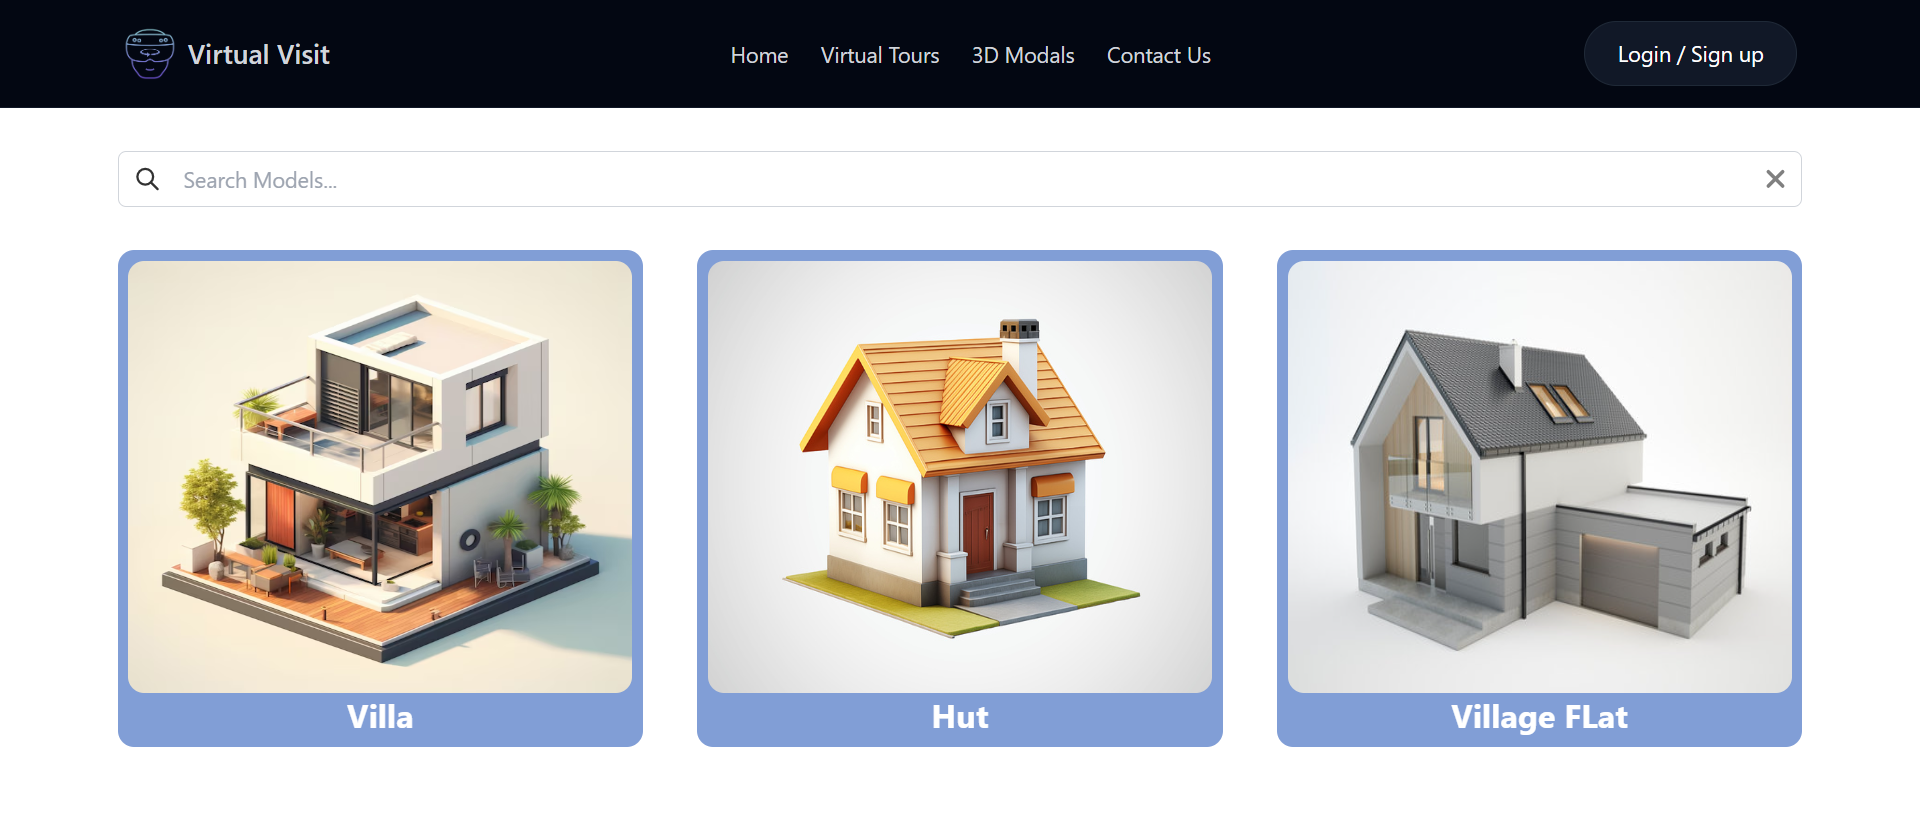 Virtual Visit
Home Virtual Tours 3D Modals Contact Us
Login / Sign up
Search Models...
Villa
Hut
Village FLat